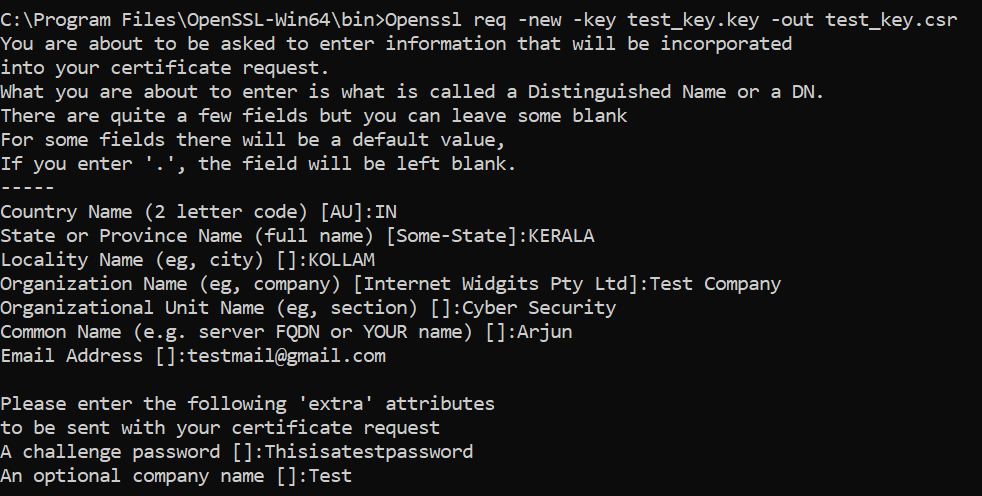 C:\Program Files\OpenSSL-Win64\bin>Openssl req -new -key test_key.key -out test_key.csr
You are about to be asked to enter information that will be incorporated
into your certificate request.
What you are about to enter is what is called a Distinguished Name or a DN.
There are quite a few fields but you can leave some blank
For some fields there will be a default value,
If you enter '.', the field will be left blank.
-----
Country Name (2 letter code) [AU]:IN
State or Province Name (full name) [Some-State]:KERALA
Locality Name (eg, city) []:KOLLAM
Organization Name (eg, company) [Internet Widgits Pty Ltd]:Test Company
Organizational Unit Name (eg, section) []:Cyber Security
Common Name (e.g. server FQDN or YOUR name) []:Arjun
Email Address []:testmail@gmail.com

Please enter the following 'extra' attributes
to be sent with your certificate request
A challenge password []:Thisisatestpassword
An optional company name []:Test